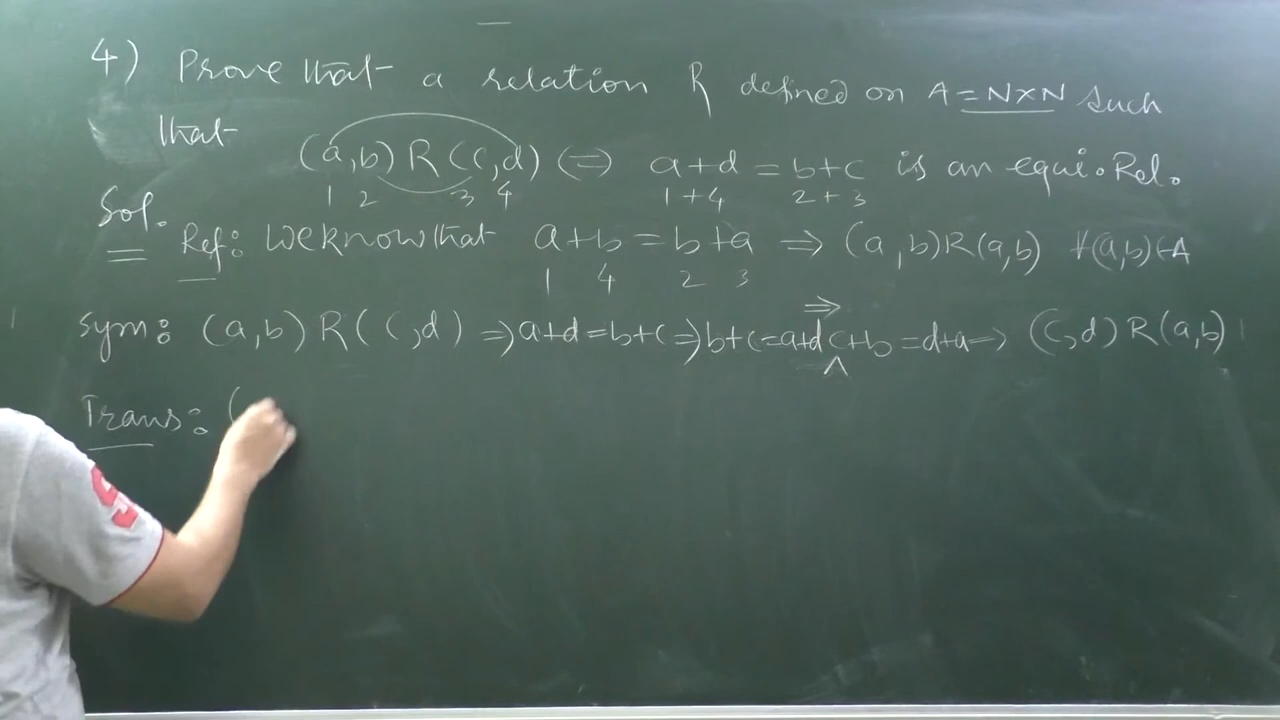 4) Prove that a relation R defined on A = N×N such
that (a,b) R (c,d) ⇔ a+d = b+c is an equi. Rel.
1 2 3 4 1+4 2+3
Sol.
Ref: We know that a+b = b+a ⇒ (a,b)R(a,b) ∀(a,b)∈A
1 4 2 3
Sym: (a,b) R (c,d) ⇒ a+d = b+c ⇒ b+c = a+d ⇒ c+b = d+a ⇒ (c,d) R (a,b)
Trans: (